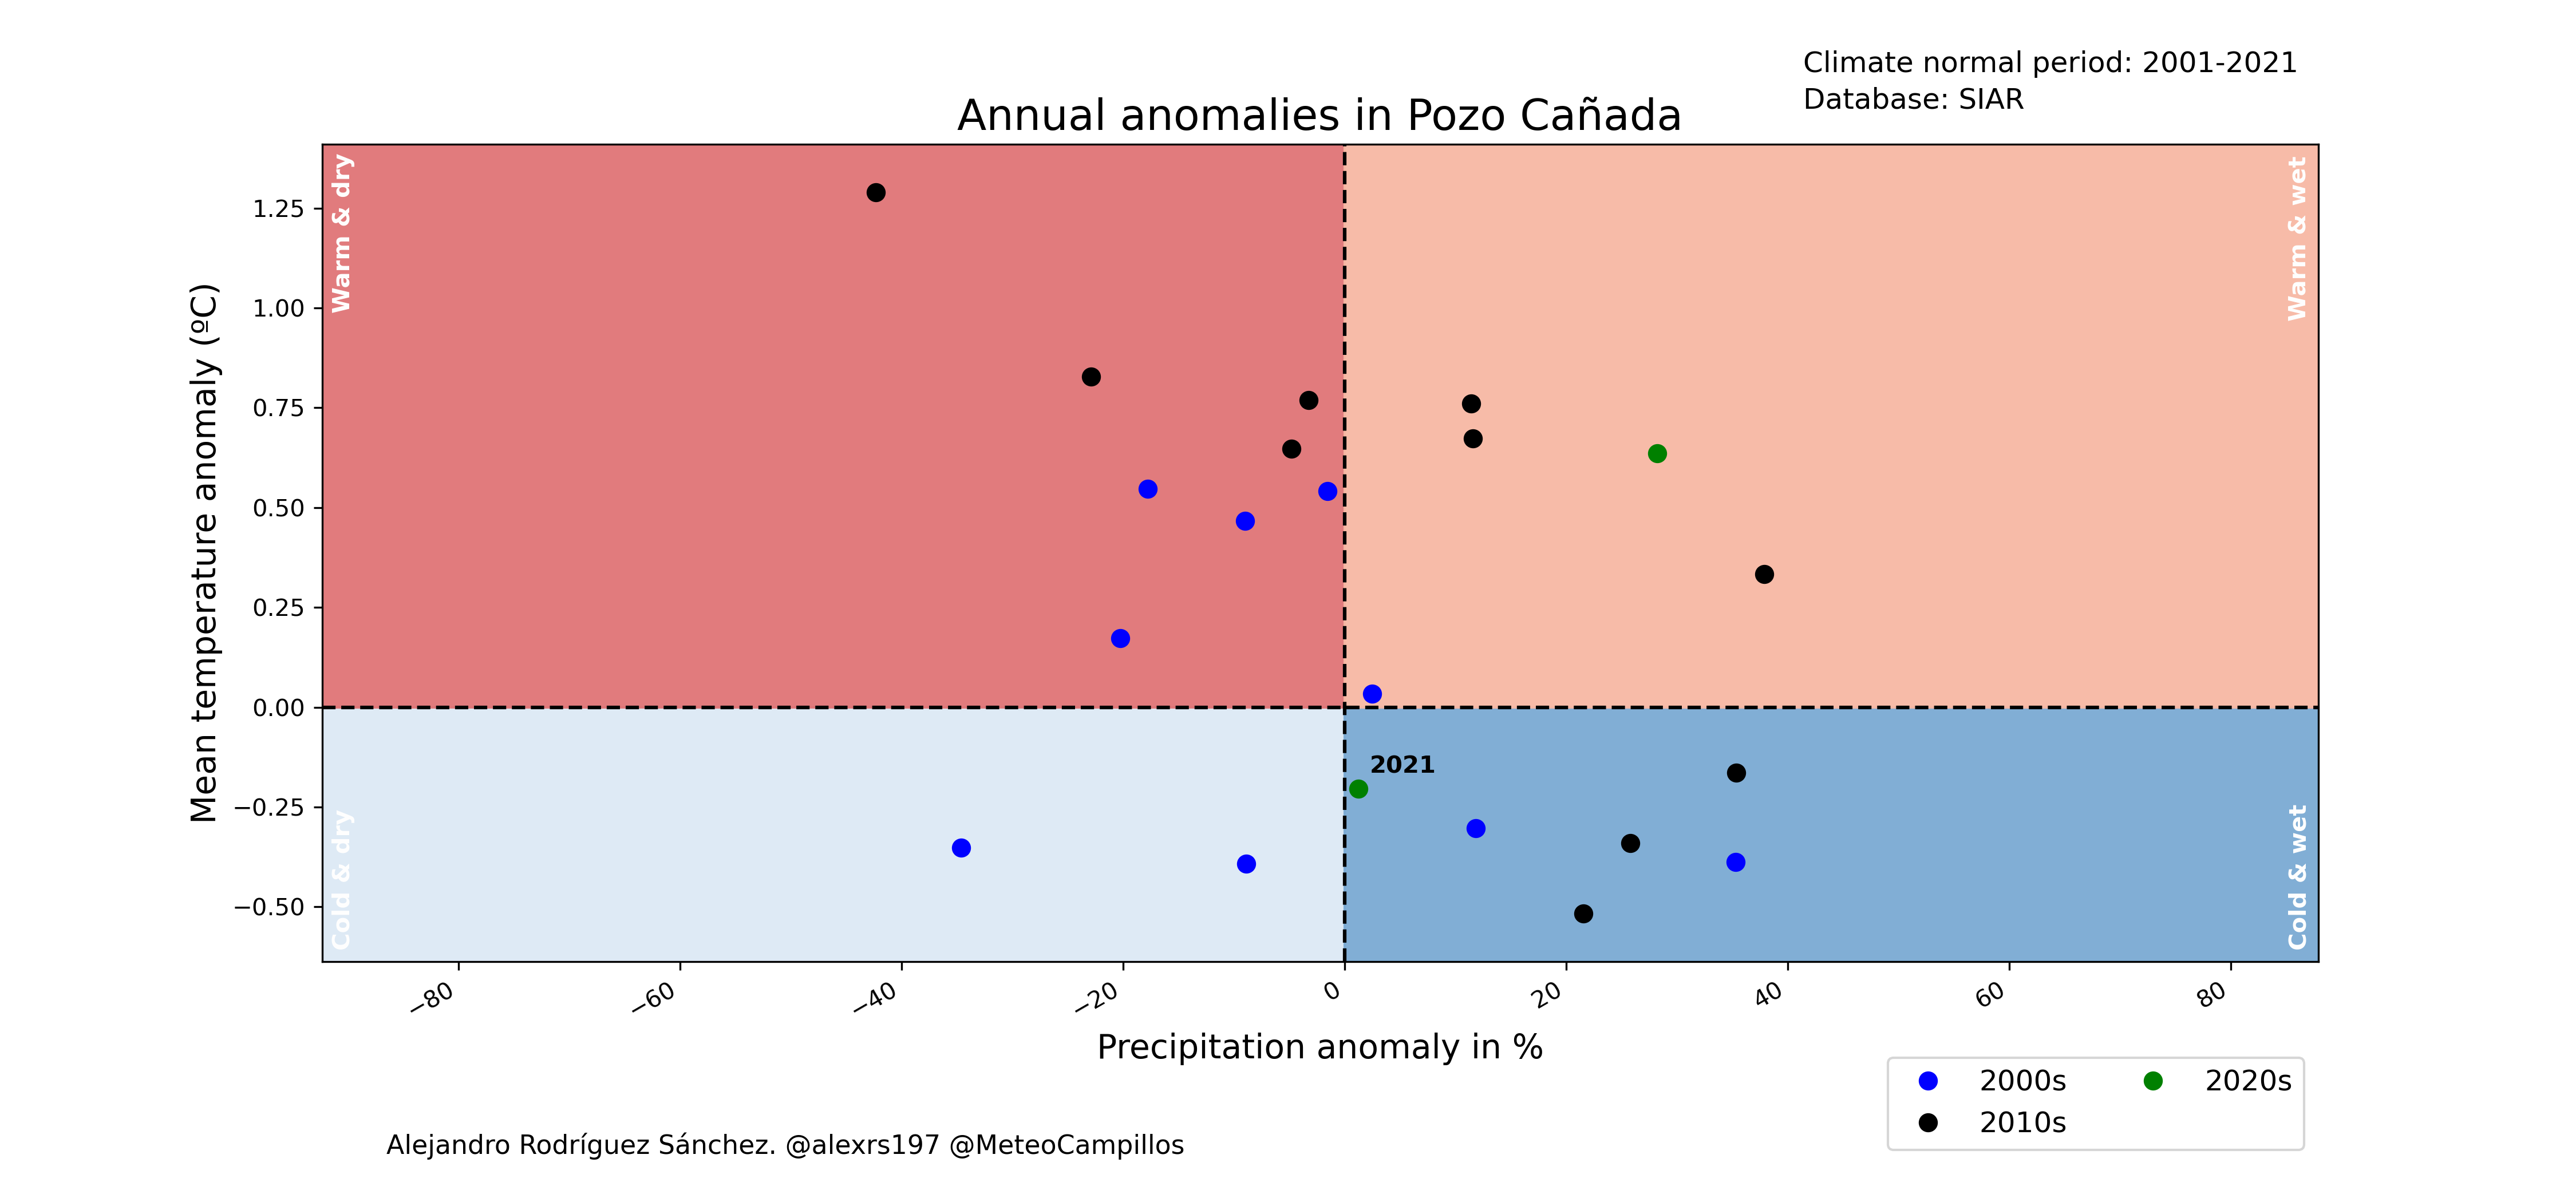 Climate normal period: 2001-2021
Database: SIAR
Annual anomalies in Pozo Cañada
Warm & dry
Warm & wet
Mean temperature anomaly (ºC)
1.25
1.00
0.75
0.50
0.25
0.00
−0.25
−0.50
2021
Cold & dry
Cold & wet
−80
−60
−40
−20
0
20
40
60
80
Precipitation anomaly in %
2000s
2010s
2020s
Alejandro Rodríguez Sánchez. @alexrs197 @MeteoCampillos